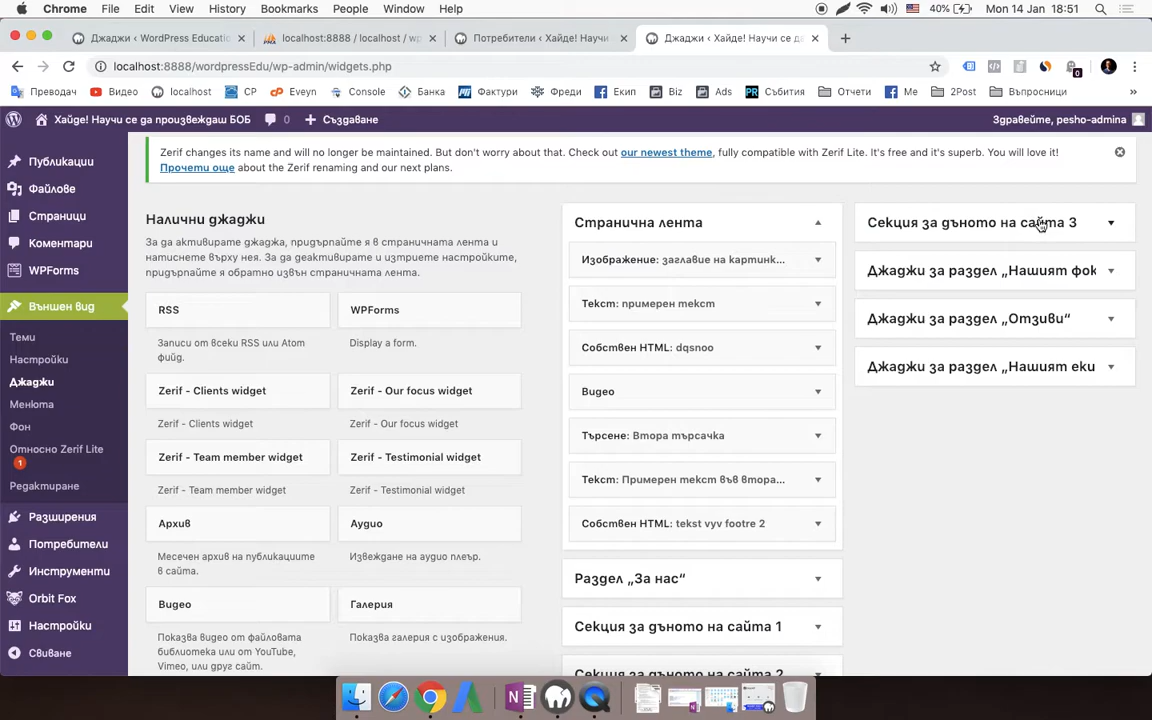 Chrome File Edit View History Bookmarks People Window Help 40% Mon 14 Jan 18:51
Джаджи ‹ WordPress Educatio
localhost:8888 / localhost / wp
Потребители ‹ Хайде! Научи
Джаджи ‹ Хайде! Научи се да
localhost:8888/wordpressEdu/wp-admin/widgets.php
0
Преводач Видео localhost CP Eveyn Console Банка Фактури Фреди Екип Biz Ads Събития Отчети Me 2Post Въпросници »
Хайде! Научи се да произвеждаш БОБ 0 Създаване
Здравейте, pesho-admina
Публикации
Файлове
Страници
Коментари
WPForms
Външен вид
Теми
Настройки
Джаджи
Менюта
Фон
Относно Zerif Lite
1
Редактиране
Разширения
Потребители
Инструменти
Orbit Fox
Настройки
Свиване
Zerif changes its name and will no longer be maintained. But don't worry about that. Check out our newest theme, fully compatible with Zerif Lite. It's free and it's superb. You will love it!
Прочети още about the Zerif renaming and our next plans.
Налични джаджи
За да активирате джаджа, придърпайте я в страничната лента и
натиснете върху нея. За да деактивирате и изтриете настройките,
придърпайте я обратно извън страничната лента.
RSS
Записи от всеки RSS или Atom
фийд.
WPForms
Display a form.
Zerif - Clients widget
Zerif - Clients widget
Zerif - Our focus widget
Zerif - Our focus widget
Zerif - Team member widget
Zerif - Team member widget
Zerif - Testimonial widget
Zerif - Testimonial widget
Архив
Месечен архив на публикациите
в сайта.
Аудио
Извеждане на аудио плеър.
Видео
Показва видео от файловата
библиотека или от YouTube,
Vimeo, или друг сайт.
Галерия
Показва галерия с изображения.
Странична лента
Изображение: заглавие на картинк...
Текст: примерен текст
Собствен HTML: dqsnoo
Видео
Търсене: Втора търсачка
Текст: Примерен текст във втора...
Собствен HTML: tekst vyv footre 2
Раздел „За нас“
Секция за дъното на сайта 1
Секция за дъното на сайта 2
Секция за дъното на сайта 3
Джаджи за раздел „Нашият фок
Джаджи за раздел „Отзиви“
Джаджи за раздел „Нашият еки